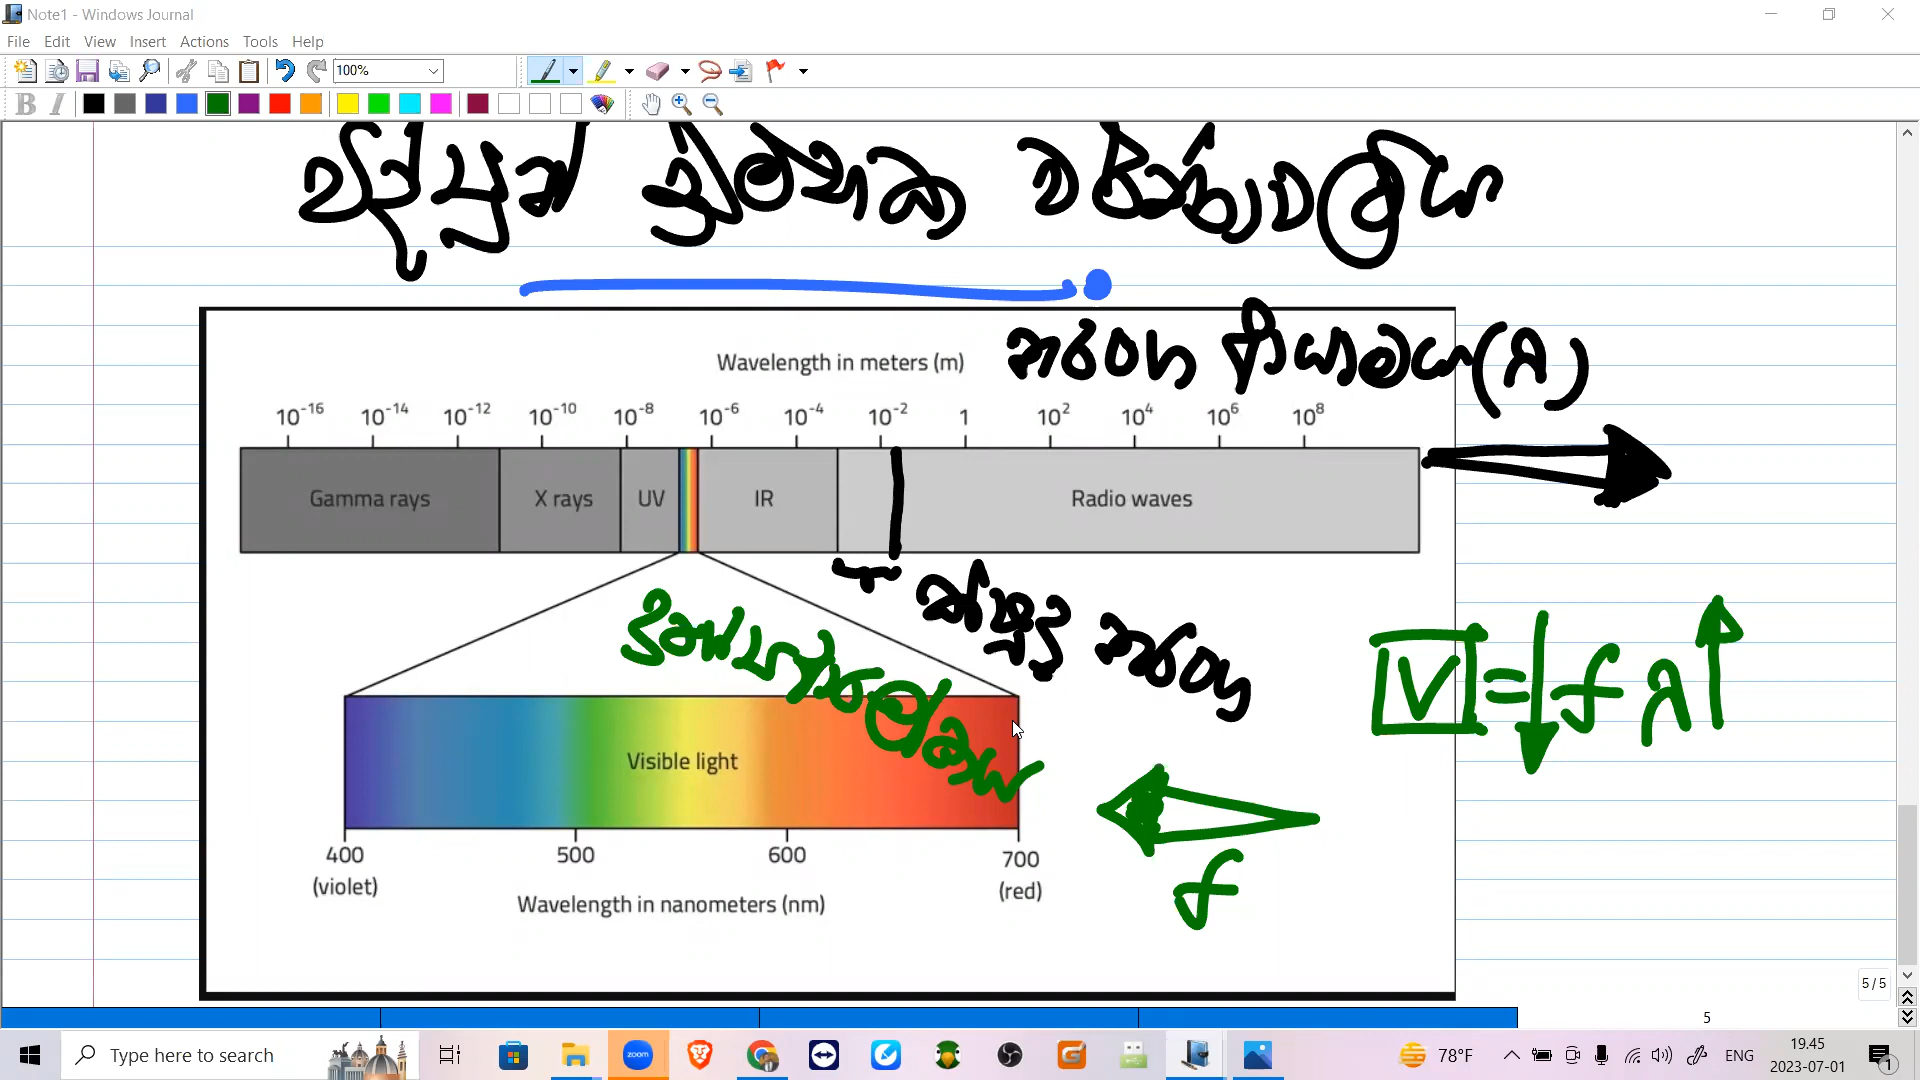 Note1 - Windows Journal
File Edit View Insert Actions Tools Help
100%
B I
විද්‍යුත් චුම්භක වර්ණාවලිය
Wavelength in meters (m)
තරංග ආයාමය (λ)
10⁻¹⁶ 10⁻¹⁴ 10⁻¹² 10⁻¹⁰ 10⁻⁸ 10⁻⁶ 10⁻⁴ 10⁻² 1 10² 10⁴ 10⁶ 10⁸
Gamma rays X rays UV IR Radio waves
ක්ෂුද්‍ර තරංග
V = f λ
Visible light
f
400 500 600 700
(violet) (red)
Wavelength in nanometers (nm)
5 / 5
5
Type here to search
zoom
78°F
ENG
19.45
2023-07-01
1